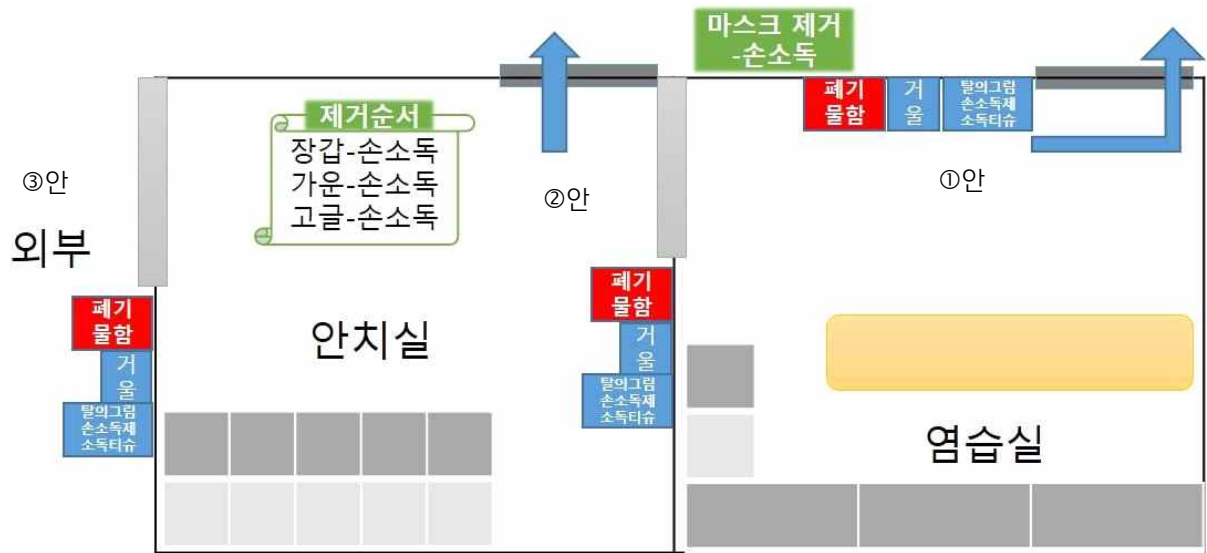 마스크 제거
-손소독
폐기
물함
거
울
탈의그림
손소독제
소독티슈
제거순서
장갑-손소독
가운-손소독
고글-손소독
③안
②안
①안
외부
폐기
물함
거
울
탈의그림
손소독제
소독티슈
안치실
폐기
물함
거
울
탈의그림
손소독제
소독티슈
염습실